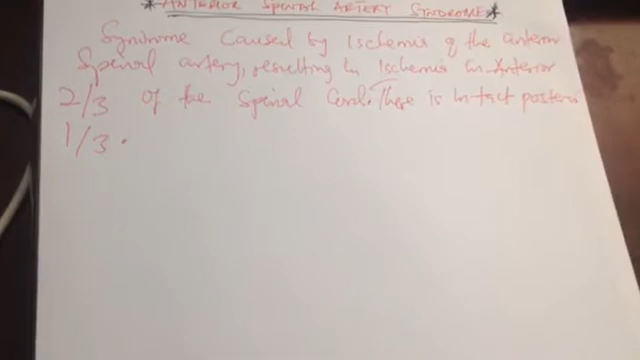 *ANTERIOR SPINAL ARTERY SYNDROME*
Syndrome Caused by Ischemia of the anterior
Spinal artery, resulting in Ischemia in Anterior
2/3 of the Spinal Cord. There is intact posterior
1/3.